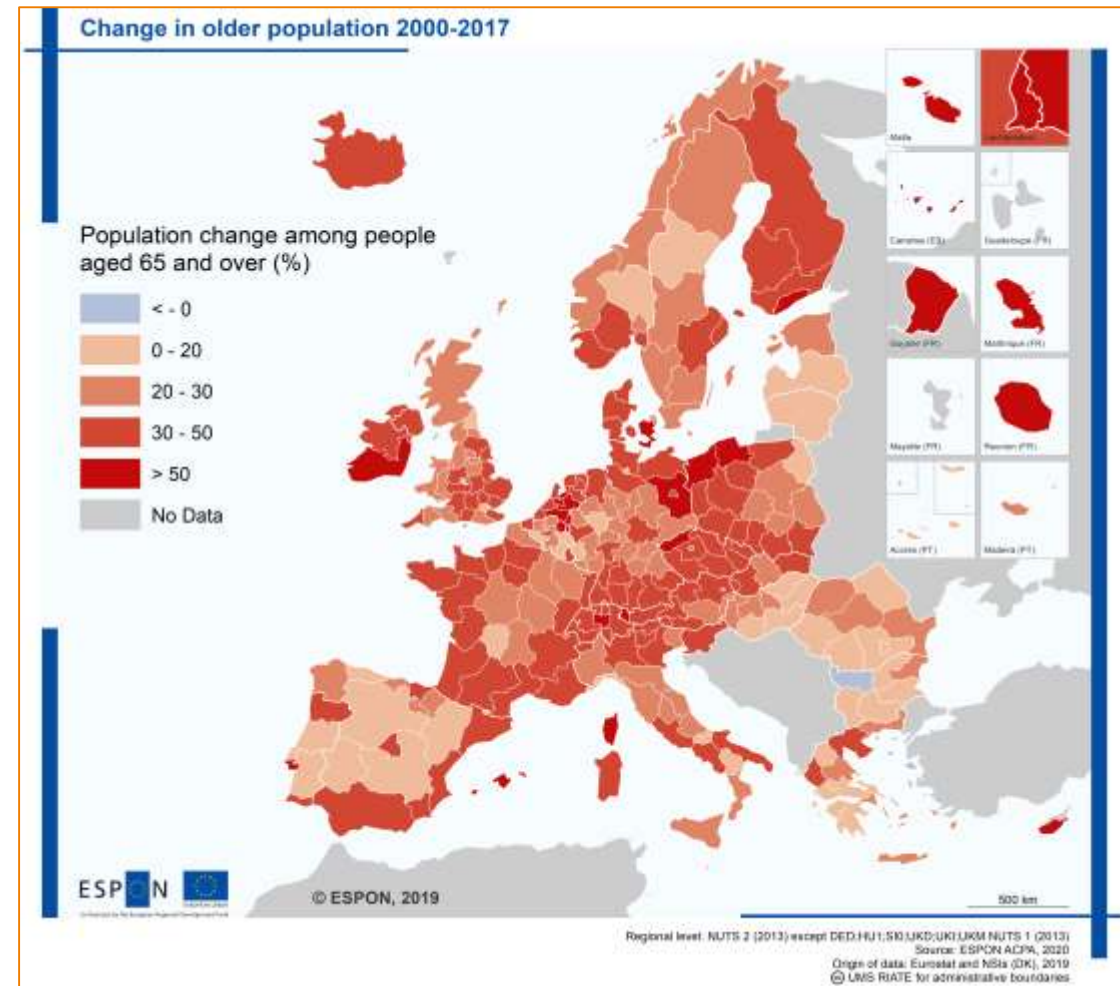 Change in older population 2000-2017
Population change among people
aged 65 and over (%)
< - 0
0 - 20
20 - 30
30 - 50
> 50
No Data
Malta
Liechtenstein
Canarias (ES)
Guadeloupe (FR)
Guyane (FR)
Martinique (FR)
Mayotte (FR)
Reunion (FR)
Acores (PT)
Madeira (PT)
ESPON
© ESPON, 2019
500 km
Regional level: NUTS 2 (2013) except DED;HU1;SI0;UKD;UKI;UKM NUTS 1 (2013)
Source: ESPON ACPA, 2020
Origin of data: Eurostat and NSIs (DK), 2019
© UMS RIATE for administrative boundaries